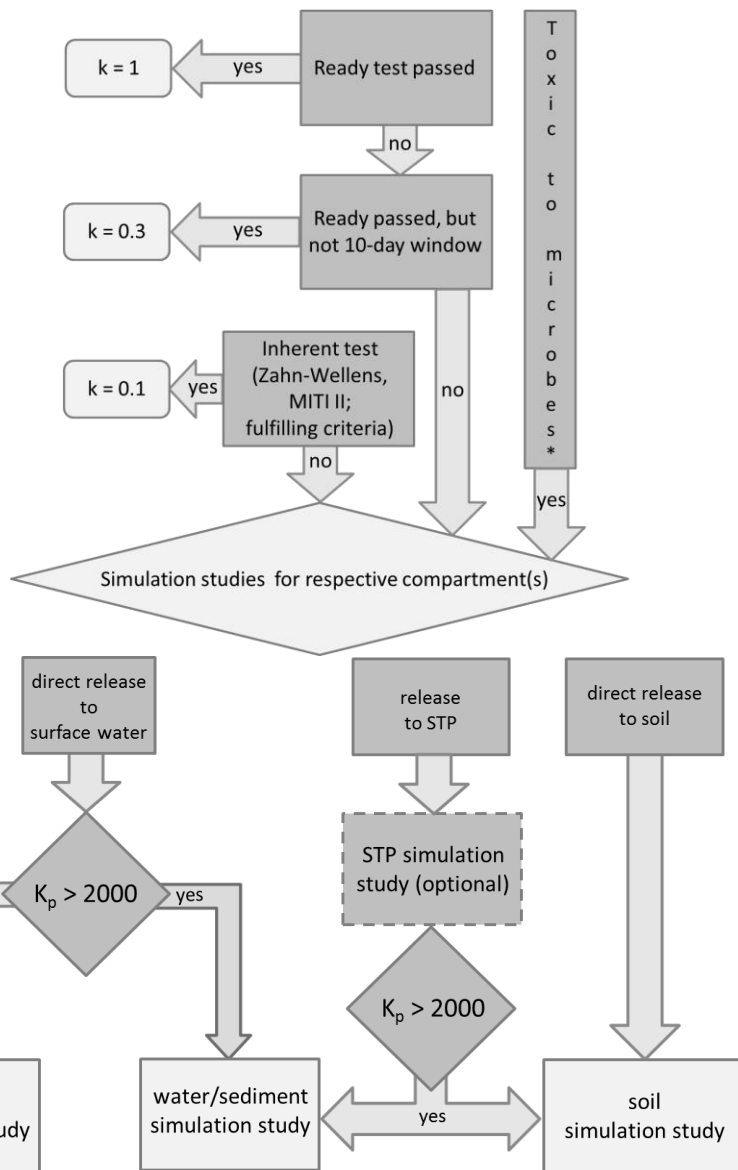 k = 1
yes
Ready test passed
no
k = 0.3
yes
Ready passed, but
not 10-day window
no
Toxic to microbes*
yes
k = 0.1
yes
Inherent test
(Zahn-Wellens,
MITI II;
fulfilling criteria)
no
Simulation studies for respective compartment(s)
direct release
to
surface water
release
to STP
direct release
to soil
Kp > 2000
yes
STP simulation
study (optional)
Kp > 2000
yes
water/sediment
simulation study
soil
simulation study